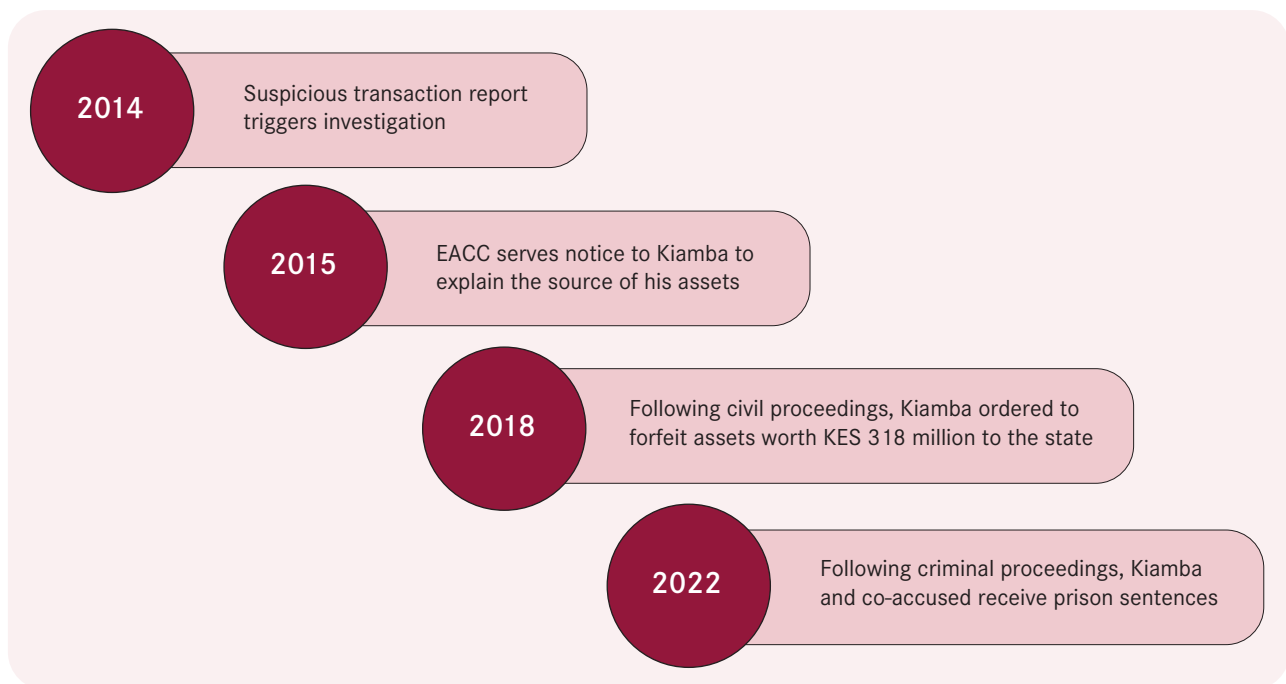 2014
Suspicious transaction report
triggers investigation
2015
EACC serves notice to Kiamba to
explain the source of his assets
2018
Following civil proceedings, Kiamba ordered to
forfeit assets worth KES 318 million to the state
2022
Following criminal proceedings, Kiamba
and co-accused receive prison sentences